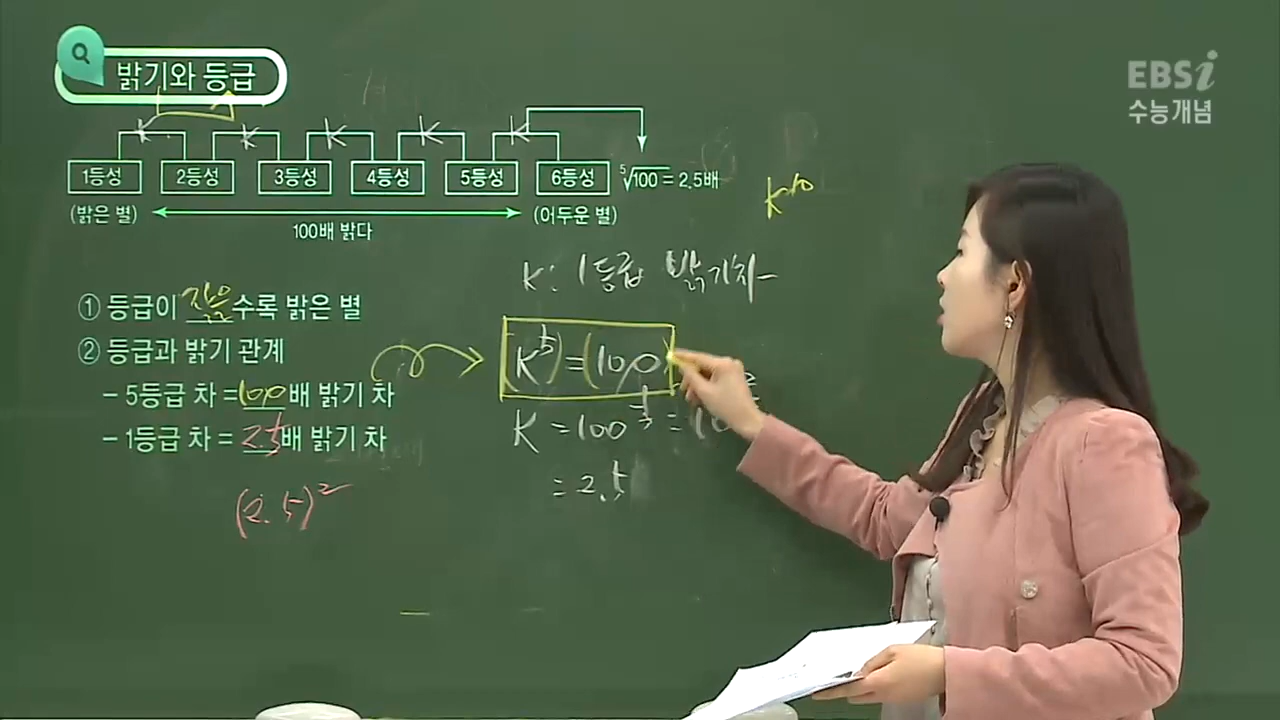 밝기와 등급
EBSi
수능개념
K K K K K
1등성 2등성 3등성 4등성 5등성 6등성 ⁵√100 = 2.5배
(밝은 별) (어두운 별)
100배 밝다
K¹⁰
K : 1등급 밝기차
① 등급이 작을수록 밝은 별
② 등급과 밝기 관계
– 5등급 차 = 100 배 밝기 차
– 1등급 차 = 2.5배 밝기 차
(2.5)²
(K⁵) = (100)
K = 100^(1/5) = 10
= 2.5